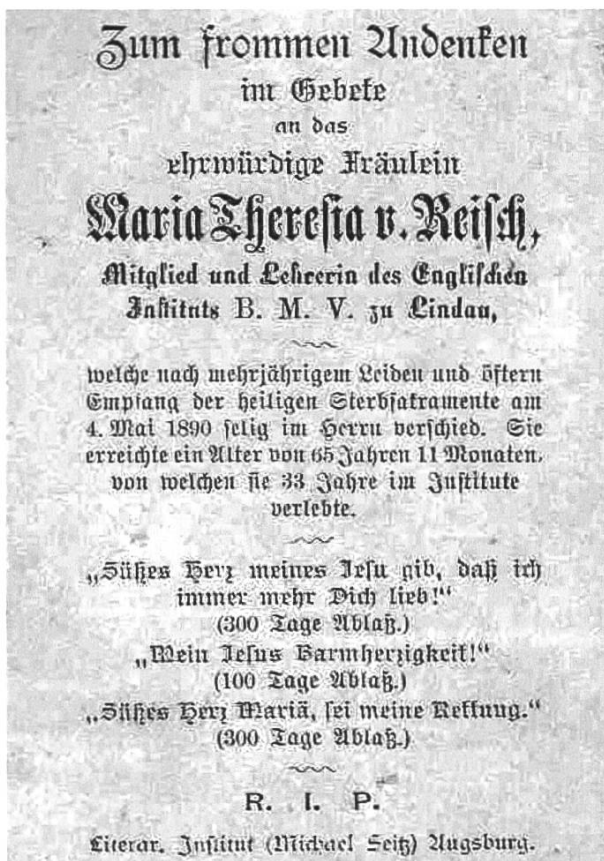 Zum frommen Andenken
im Gebete
an das
ehrwürdige Fräulein
Maria Theresia v. Reisch,
Mitglied und Lehrerin des Englischen
Instituts B. M. V. zu Lindau,
welche nach mehrjährigem Leiden und öftern
Empfang der heiligen Sterbsakramente am
4. Mai 1890 selig im Herrn verschied. Sie
erreichte ein Alter von 65 Jahren 11 Monaten,
von welchen sie 33 Jahre im Institute
verlebte.
„Süßes Herz meines Jesu gib, daß ich
immer mehr Dich lieb!“
(300 Tage Ablaß.)
„Mein Jesus Barmherzigkeit!“
(100 Tage Ablaß.)
„Süßes Herz Mariä, sei meine Rettung.“
(300 Tage Ablaß.)
R. I. P.
Literar. Institut (Michael Seitz) Augsburg.